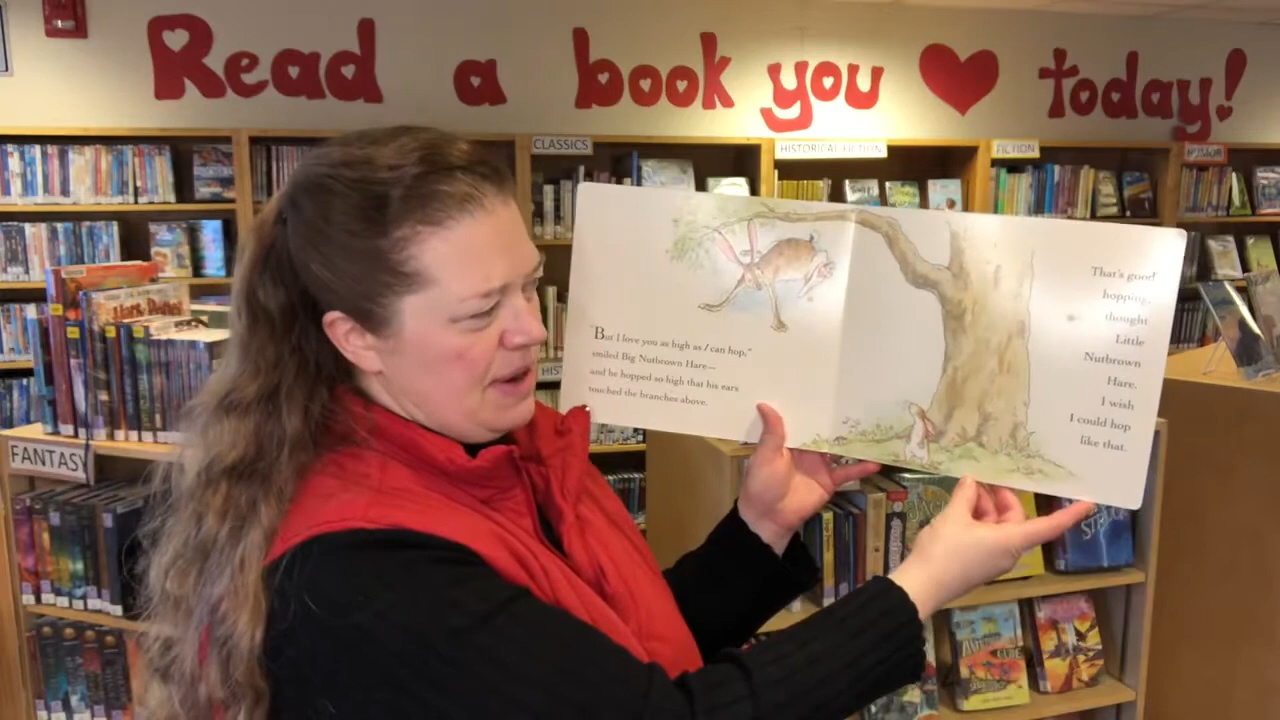 Read a book you today!
CLASSICS
HISTORICAL FICTION
FICTION
HUMOR
FANTASY
"But I love you as high as I can hop,"
smiled Big Nutbrown Hare—
and he hopped so high that his ears
touched the branches above.
That's good
hopping,
thought
Little
Nutbrown
Hare.
I wish
I could hop
like that.